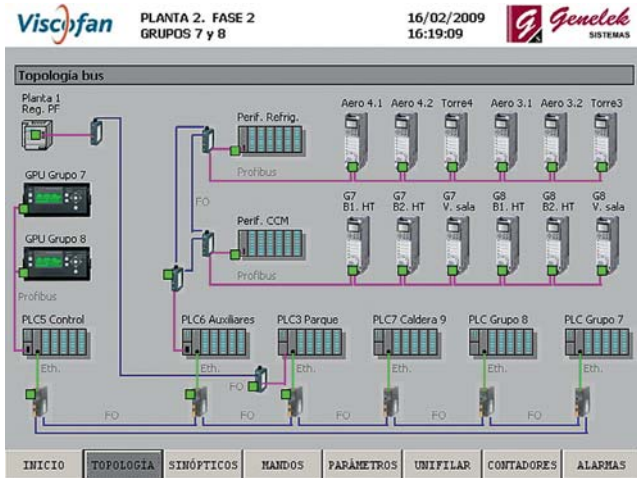 Viscofan
PLANTA 2. FASE 2
GRUPOS 7 y 8
16/02/2009
16:19:09
Genelek
SISTEMAS
Topología bus
Planta 1
Reg. PF
Perif. Refrig.
Aero 4.1
Aero 4.2
Torre4
Aero 3.1
Aero 3.2
Torre3
Profibus
GPU Grupo 7
FO
G7
B1. HT
G7
B2. HT
G7
V. sala
G8
B1. HT
G8
B2. HT
G8
V. sala
Perif. CCM
GPU Grupo 8
Profibus
Profibus
PLC5 Control
PLC6 Auxiliares
PLC3 Parque
PLC7 Caldera 9
PLC Grupo 8
PLC Grupo 7
Eth.
Eth.
FO
Eth.
Eth.
Eth.
FO
FO
FO
FO
FO
INICIO
TOPOLOGÍA
SINÓPTICOS
MANDOS
PARÁMETROS
UNIFILAR
CONTADORES
ALARMAS